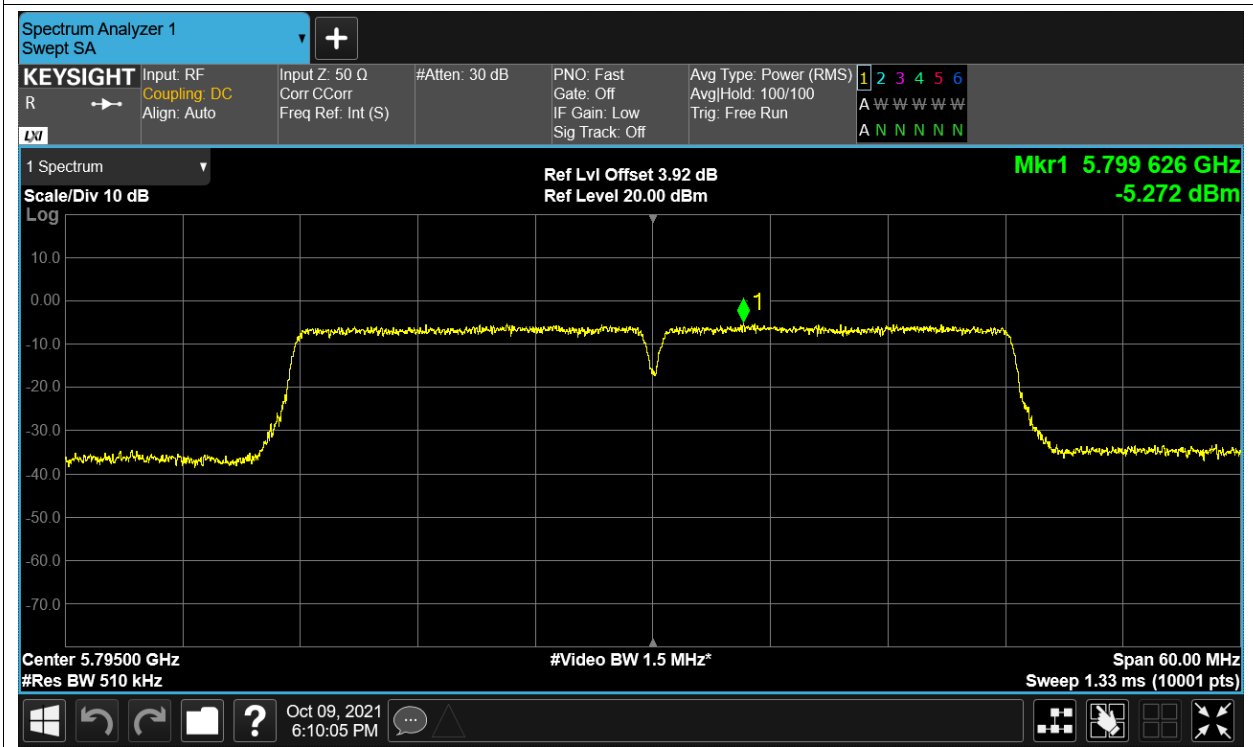 Spectrum Analyzer 1
Swept SA
KEYSIGHT
R
LXI
Input: RF
Coupling: DC
Align: Auto
Input Z: 50 Ω
Corr CCorr
Freq Ref: Int (S)
#Atten: 30 dB
PNO: Fast
Gate: Off
IF Gain: Low
Sig Track: Off
Avg Type: Power (RMS)
Avg|Hold: 100/100
Trig: Free Run
1 2 3 4 5 6
A W W W W W
A N N N N N
1 Spectrum
Scale/Div 10 dB
Ref Lvl Offset 3.92 dB
Ref Level 20.00 dBm
Mkr1 5.799 626 GHz
-5.272 dBm
Log
10.0
0.00
-10.0
-20.0
-30.0
-40.0
-50.0
-60.0
-70.0
1
Center 5.79500 GHz
#Res BW 510 kHz
#Video BW 1.5 MHz*
Span 60.00 MHz
Sweep 1.33 ms (10001 pts)
?
Oct 09, 2021
6:10:05 PM